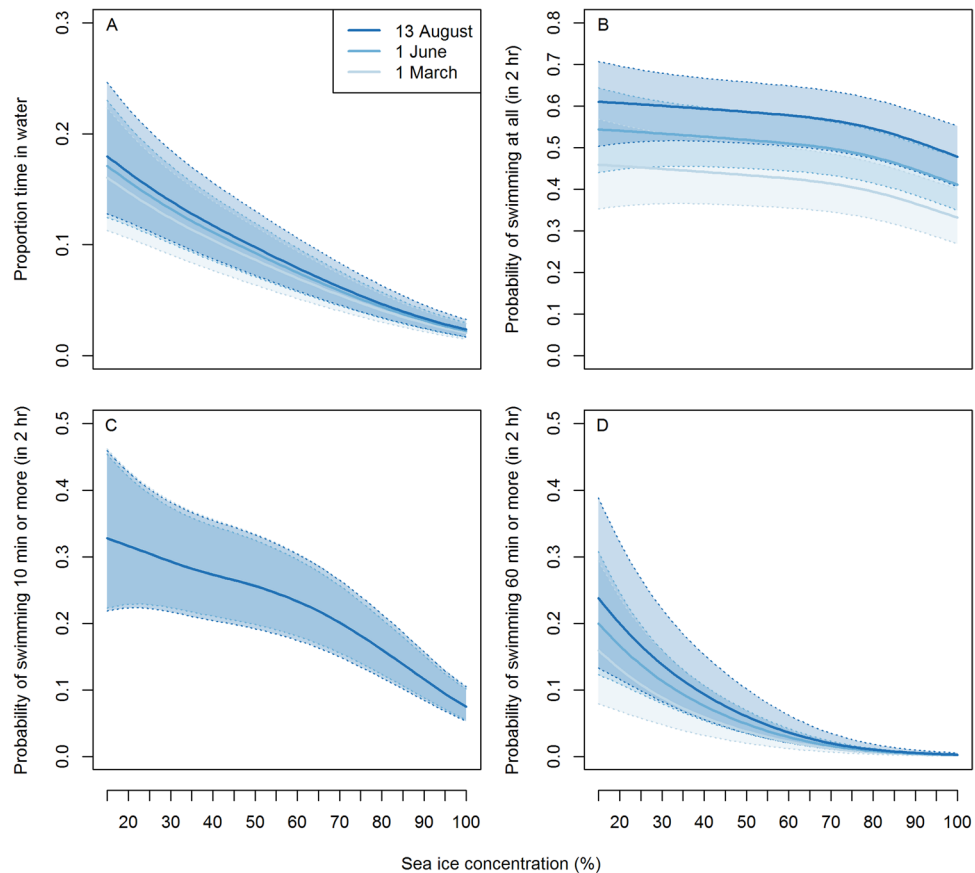 A
13 August
1 June
1 March
Proportion time in water
0.0
0.1
0.2
0.3
B
Probability of swimming at all (in 2 hr)
0.0
0.1
0.2
0.3
0.4
0.5
0.6
0.7
0.8
C
Probability of swimming 10 min or more (in 2 hr)
0.0
0.1
0.2
0.3
0.4
0.5
D
Probability of swimming 60 min or more (in 2 hr)
0.0
0.1
0.2
0.3
0.4
0.5
20 30 40 50 60 70 80 90 100
20 30 40 50 60 70 80 90 100
Sea ice concentration (%)